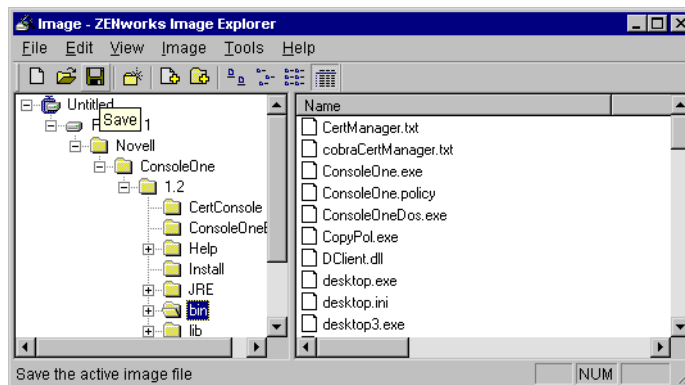 Image - ZENworks Image Explorer
File Edit View Image Tools Help
Untitled
Save
1
Novell
ConsoleOne
1.2
CertConsole
ConsoleOneE
Help
Install
JRE
bin
lib
Name
CertManager.txt
cobraCertManager.txt
ConsoleOne.exe
ConsoleOne.policy
ConsoleOneDos.exe
CopyPol.exe
DClient.dll
desktop.exe
desktop.ini
desktop3.exe
Save the active image file
NUM